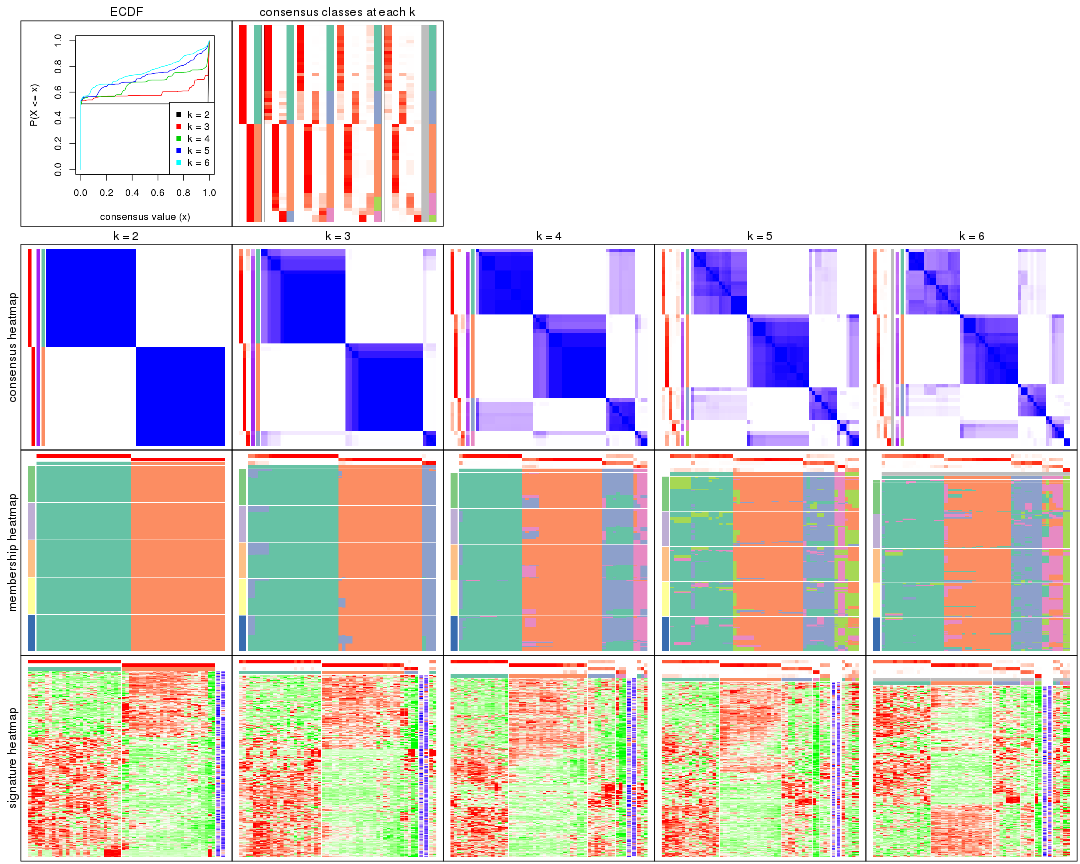 ECDF
consensus classes at each k
P(X <= x)
0.0 0.2 0.4 0.6 0.8 1.0
k = 2
k = 3
k = 4
k = 5
k = 6
0.0 0.2 0.4 0.6 0.8 1.0
consensus value (x)
k = 2
k = 3
k = 4
k = 5
k = 6
consensus heatmap
membership heatmap
signature heatmap